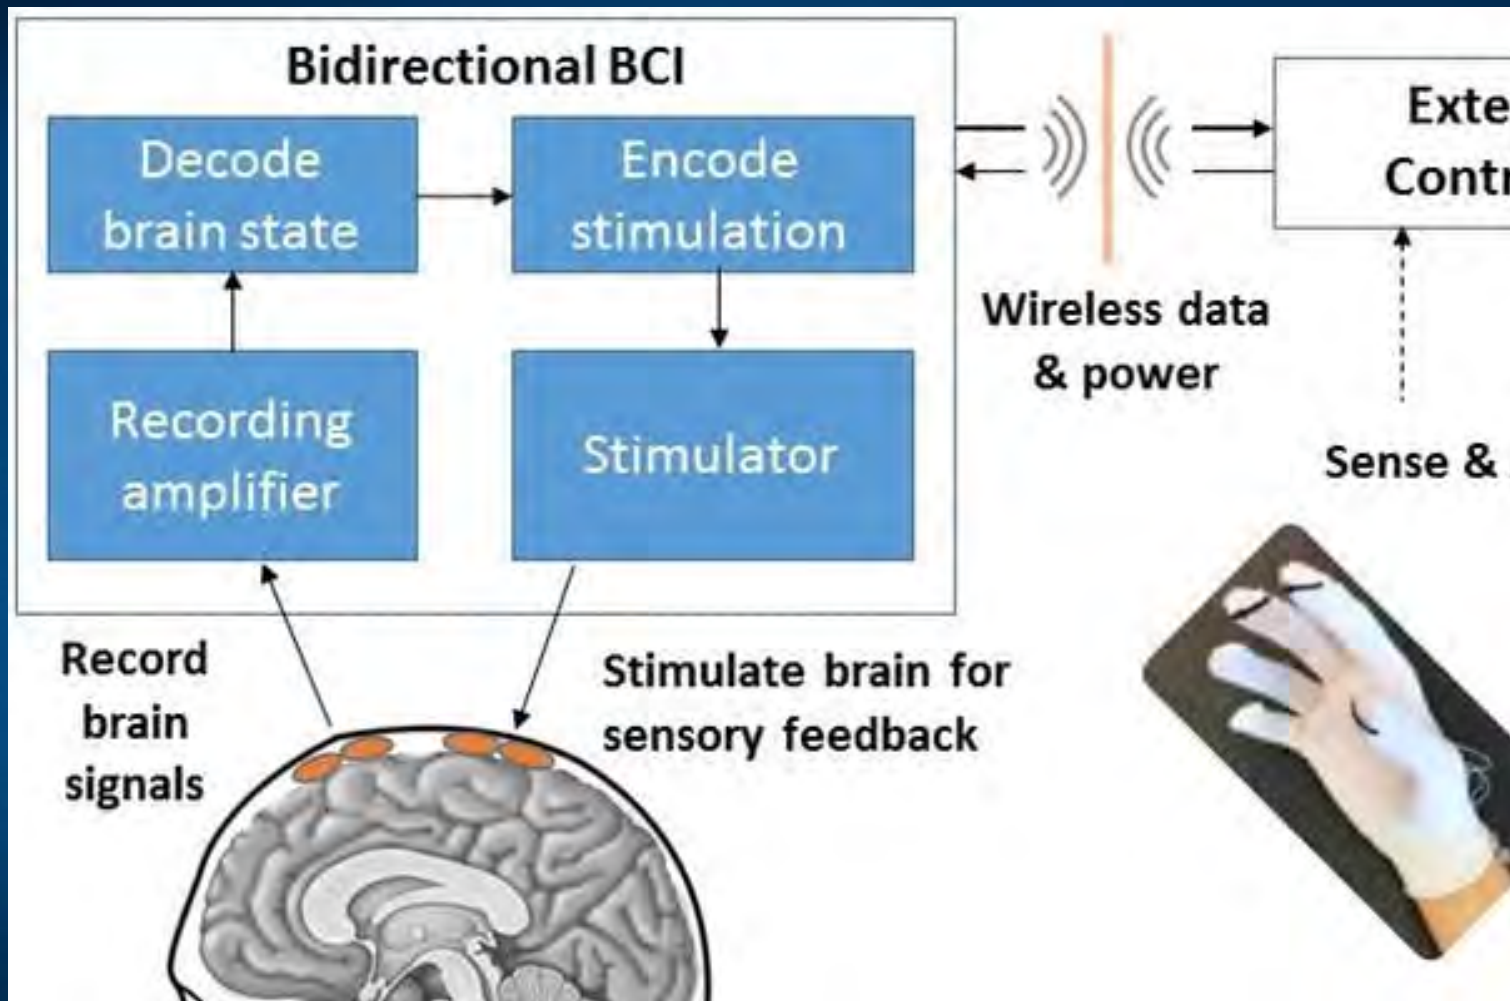 Bidirectional BCI
Decode
brain state
Encode
stimulation
Recording
amplifier
Stimulator
Wireless data
& power
Exte
Contr
Sense &
Record
brain
signals
Stimulate brain for
sensory feedback